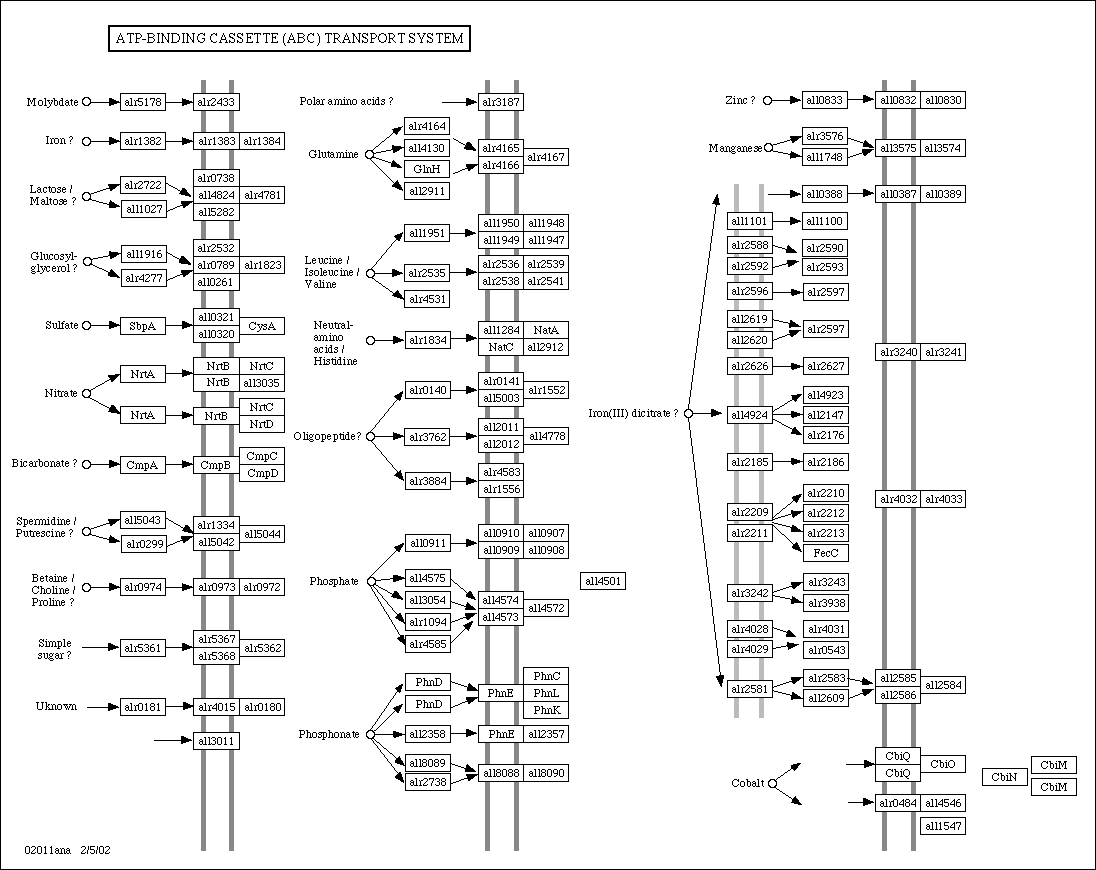 ATP-BINDING CASSETTE (ABC) TRANSPORT SYSTEM
Molybdate
alr5178
alr2433
Iron ?
alr1382
alr1383
alr1384
Lactose /
Maltose ?
alr2722
all1027
alr0738
all4824
all5282
alr4781
Glucosyl-
glycerol ?
all1916
alr4277
alr2532
alr0789
all0261
alr1823
Sulfate
SbpA
all0321
all0320
CysA
Nitrate
NrtA
NrtB
NrtC
NrtB
all3035
NrtA
NrtB
NrtC
NrtD
Bicarbonate ?
CmpA
CmpB
CmpC
CmpD
Spermidine /
Putrescine ?
all5043
alr0299
alr1334
all5042
all5044
Betaine /
Choline /
Proline ?
alr0974
alr0973
alr0972
Simple
sugar ?
alr5361
alr5367
alr5368
alr5362
Uknown
alr0181
alr4015
alr0180
all3011
Polar amino acids ?
alr3187
Glutamine
alr4164
all4130
GlnH
all2911
alr4165
alr4166
alr4167
Leucine /
Isoleucine /
Valine
all1951
all1950
all1948
all1949
all1947
alr2535
alr2536
alr2539
alr2538
alr2541
alr4531
Neutral-
amino
acids /
Histidine
alr1834
all1284
NatA
NatC
all2912
Oligopeptide?
alr0140
alr0141
all5003
alr1552
alr3762
all2011
all2012
all4778
alr3884
alr4583
alr1556
Phosphate
all0911
all0910
all0907
all0909
all0908
all4575
all3054
alr1094
alr4585
all4574
all4573
all4572
all4501
Phosphonate
PhnD
PhnD
PhnE
PhnC
PhnL
PhnK
all2358
PhnE
all2357
all8089
alr2738
all8088
all8090
Zinc ?
all0833
all0832
all0830
Manganese
alr3576
all1748
all3575
all3574
Iron(III) dicitrate ?
all0388
all0387
all0389
all1101
all1100
alr2588
alr2590
alr2592
alr2593
alr2596
alr2597
all2619
all2620
alr2597
alr2626
alr2627
alr3240
alr3241
all4924
all4923
all2147
alr2176
alr2185
alr2186
alr2209
alr2211
alr2210
alr2212
alr2213
FecC
alr4032
alr4033
alr3242
alr3243
alr3938
alr4028
alr4031
alr4029
alr0543
alr2581
alr2583
all2609
all2585
all2586
all2584
Cobalt
CbiQ
CbiQ
CbiO
CbiN
CbiM
CbiM
alr0484
all4546
all1547
02011ana 2/5/02